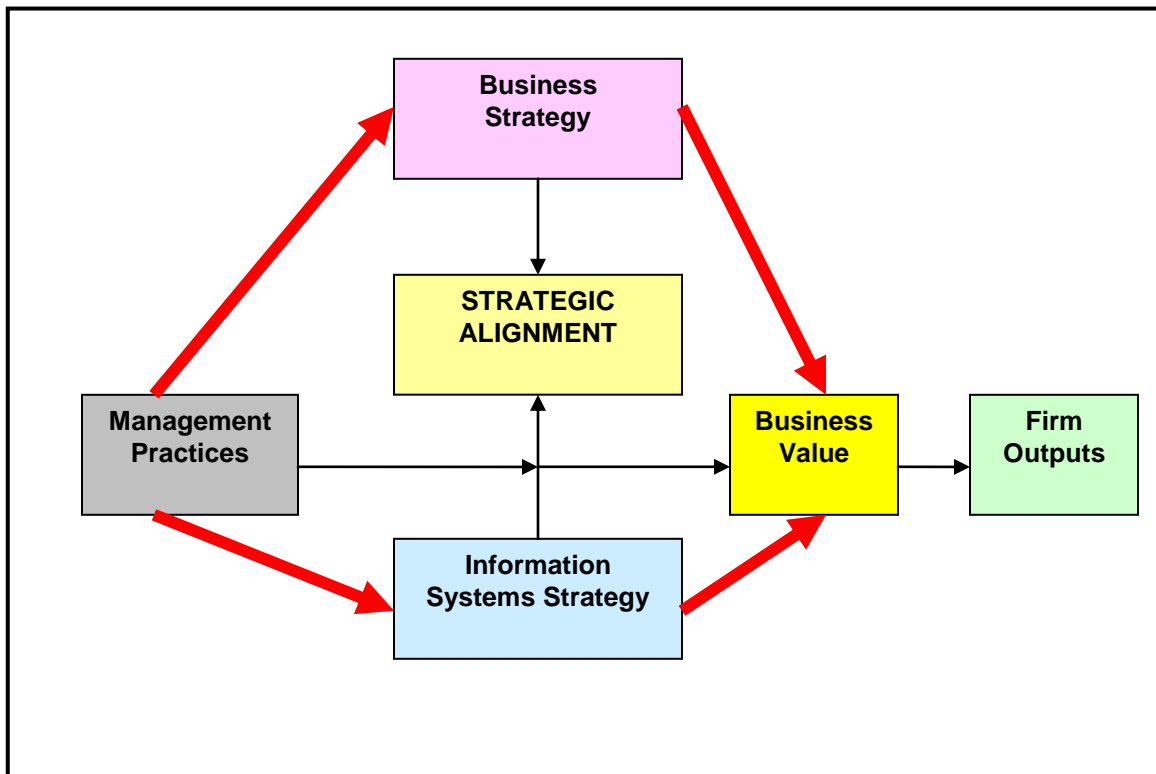 Business
Strategy
STRATEGIC
ALIGNMENT
Management
Practices
Business
Value
Firm
Outputs
Information
Systems Strategy